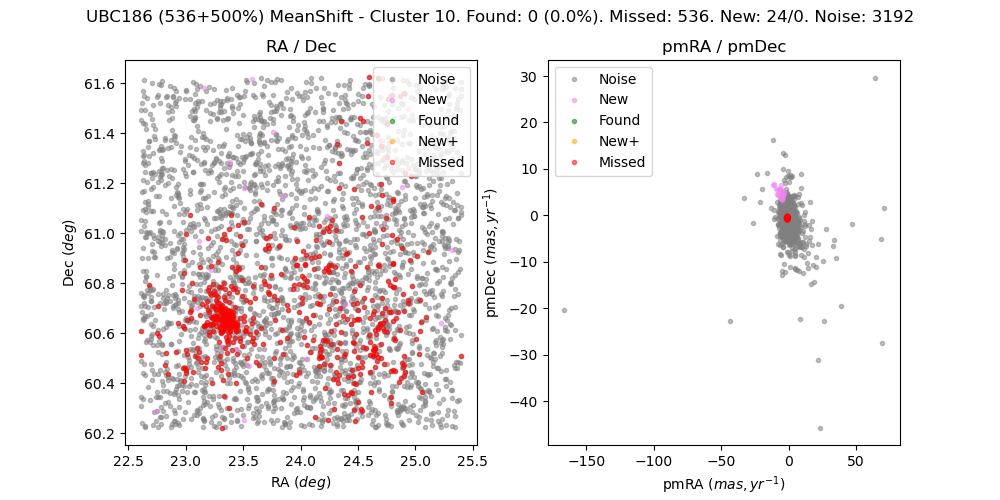 UBC186 (536+500%) MeanShift - Cluster 10. Found: 0 (0.0%). Missed: 536. New: 24/0. Noise: 3192
RA / Dec
61.6
61.4
61.2
61.0
60.8
60.6
60.4
60.2
Dec (deg)
22.5 23.0 23.5 24.0 24.5 25.0 25.5
RA (deg)
Noise
New
Found
New+
Missed
pmRA / pmDec
30
20
10
0
−10
−20
−30
−40
pmDec (mas, yr⁻¹)
−150 −100 −50 0 50
pmRA (mas, yr⁻¹)
Noise
New
Found
New+
Missed